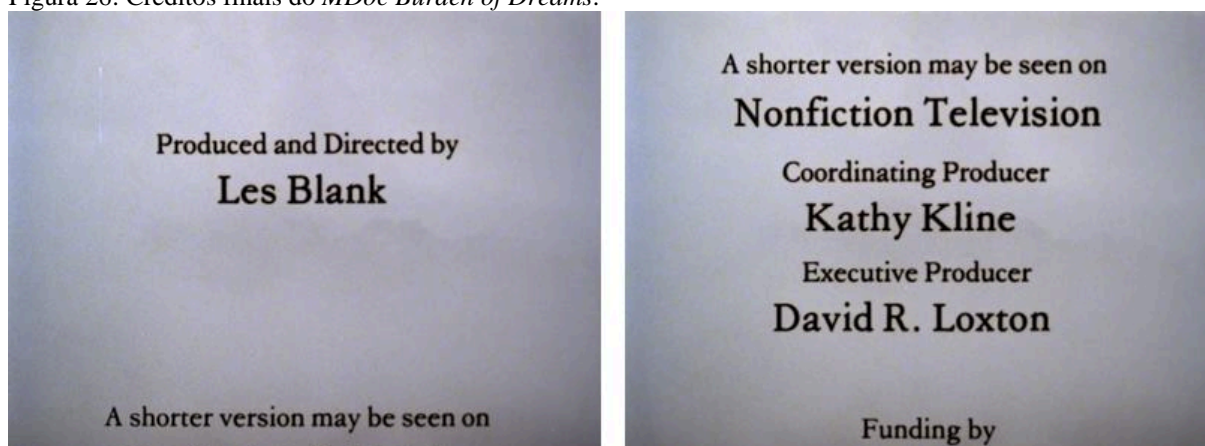 Figura 26: Créditos finais do MDoc Burden of Dreams.
Produced and Directed by
Les Blank
A shorter version may be seen on
A shorter version may be seen on
Nonfiction Television
Coordinating Producer
Kathy Kline
Executive Producer
David R. Loxton
Funding by